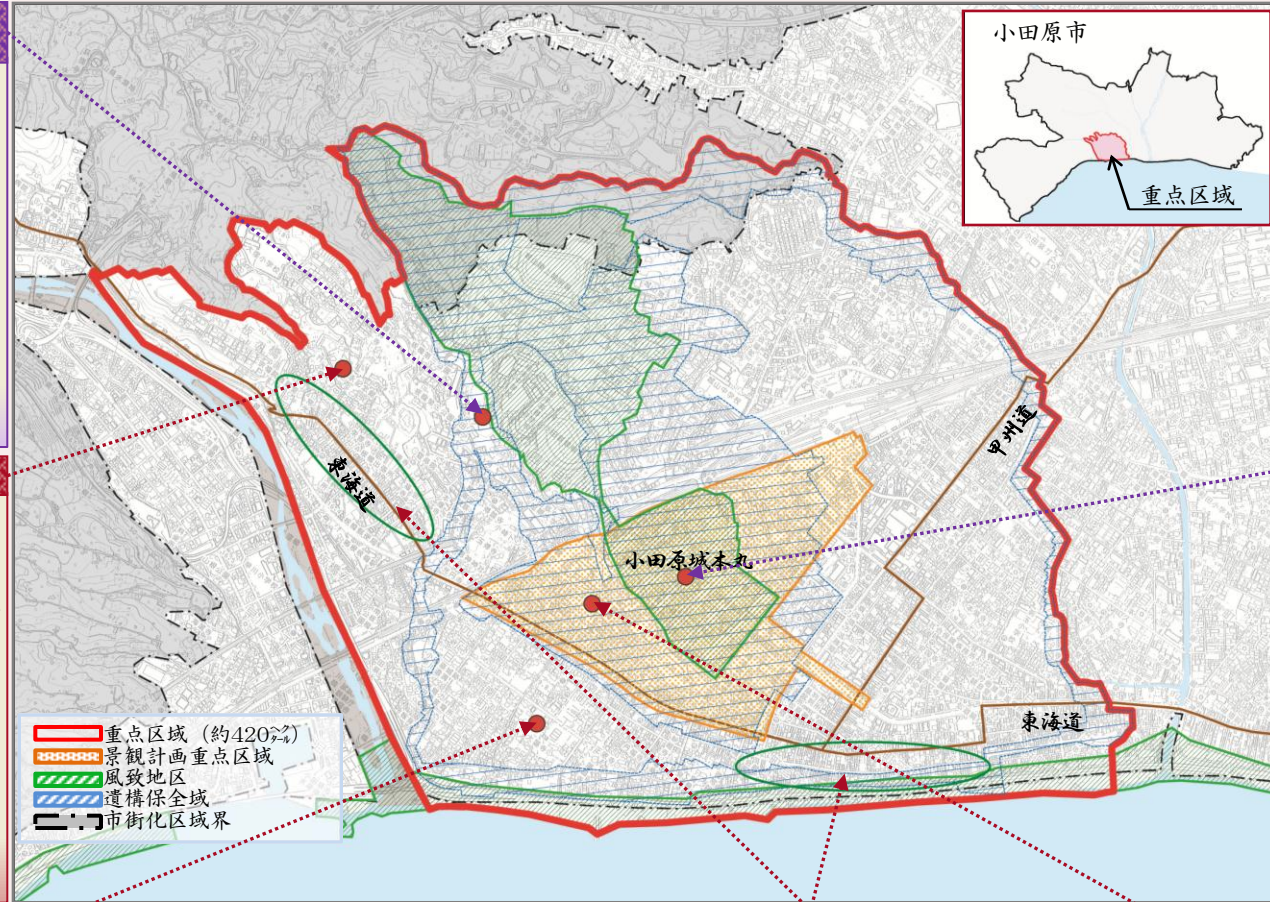 小田原市
重点区域
甲州道
東海道
小田原城本丸
東海道
重点区域 (約420㌶)
景観計画重点区域
風致地区
遺構保全域
市街化区域界